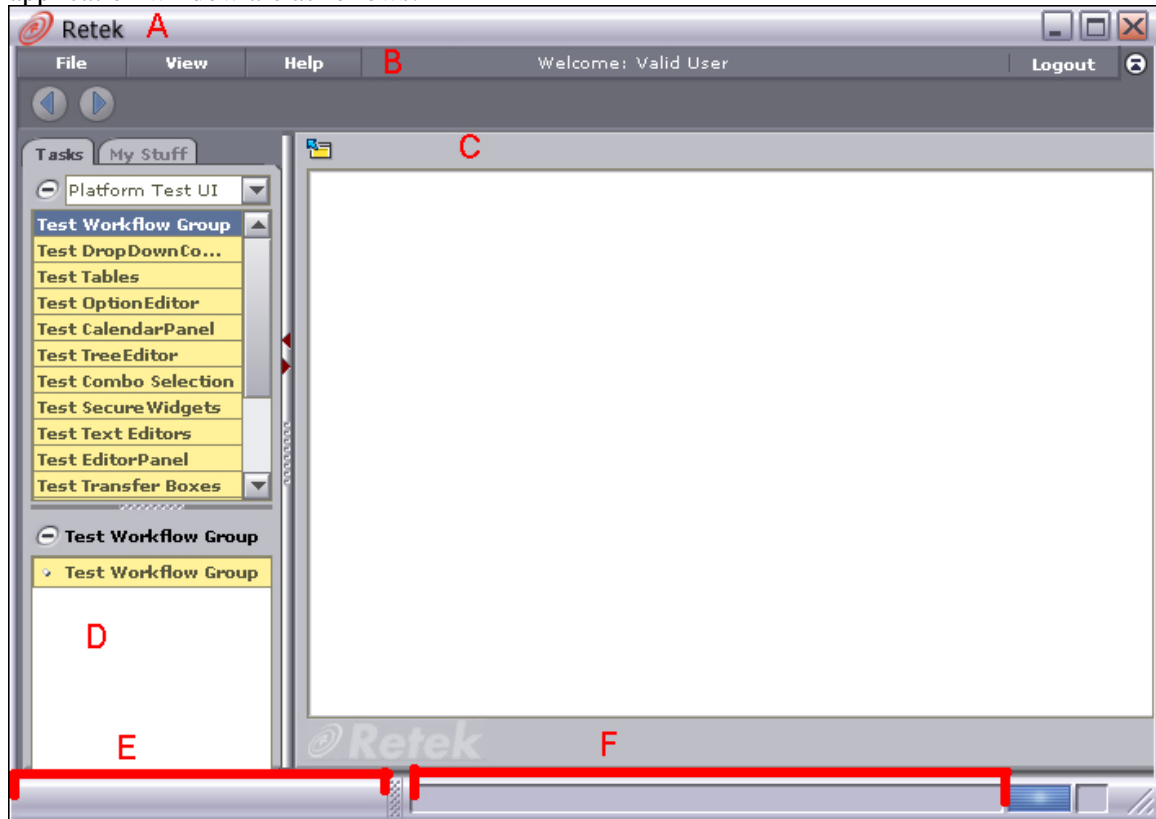 Retek A
File View Help B Welcome: Valid User Logout
C
Tasks My Stuff
Platform Test UI
Test Workflow Group
Test DropDownCo...
Test Tables
Test OptionEditor
Test CalendarPanel
Test TreeEditor
Test Combo Selection
Test SecureWidgets
Test Text Editors
Test EditorPanel
Test Transfer Boxes
Test Workflow Group
Test Workflow Group
D
E
Retek F